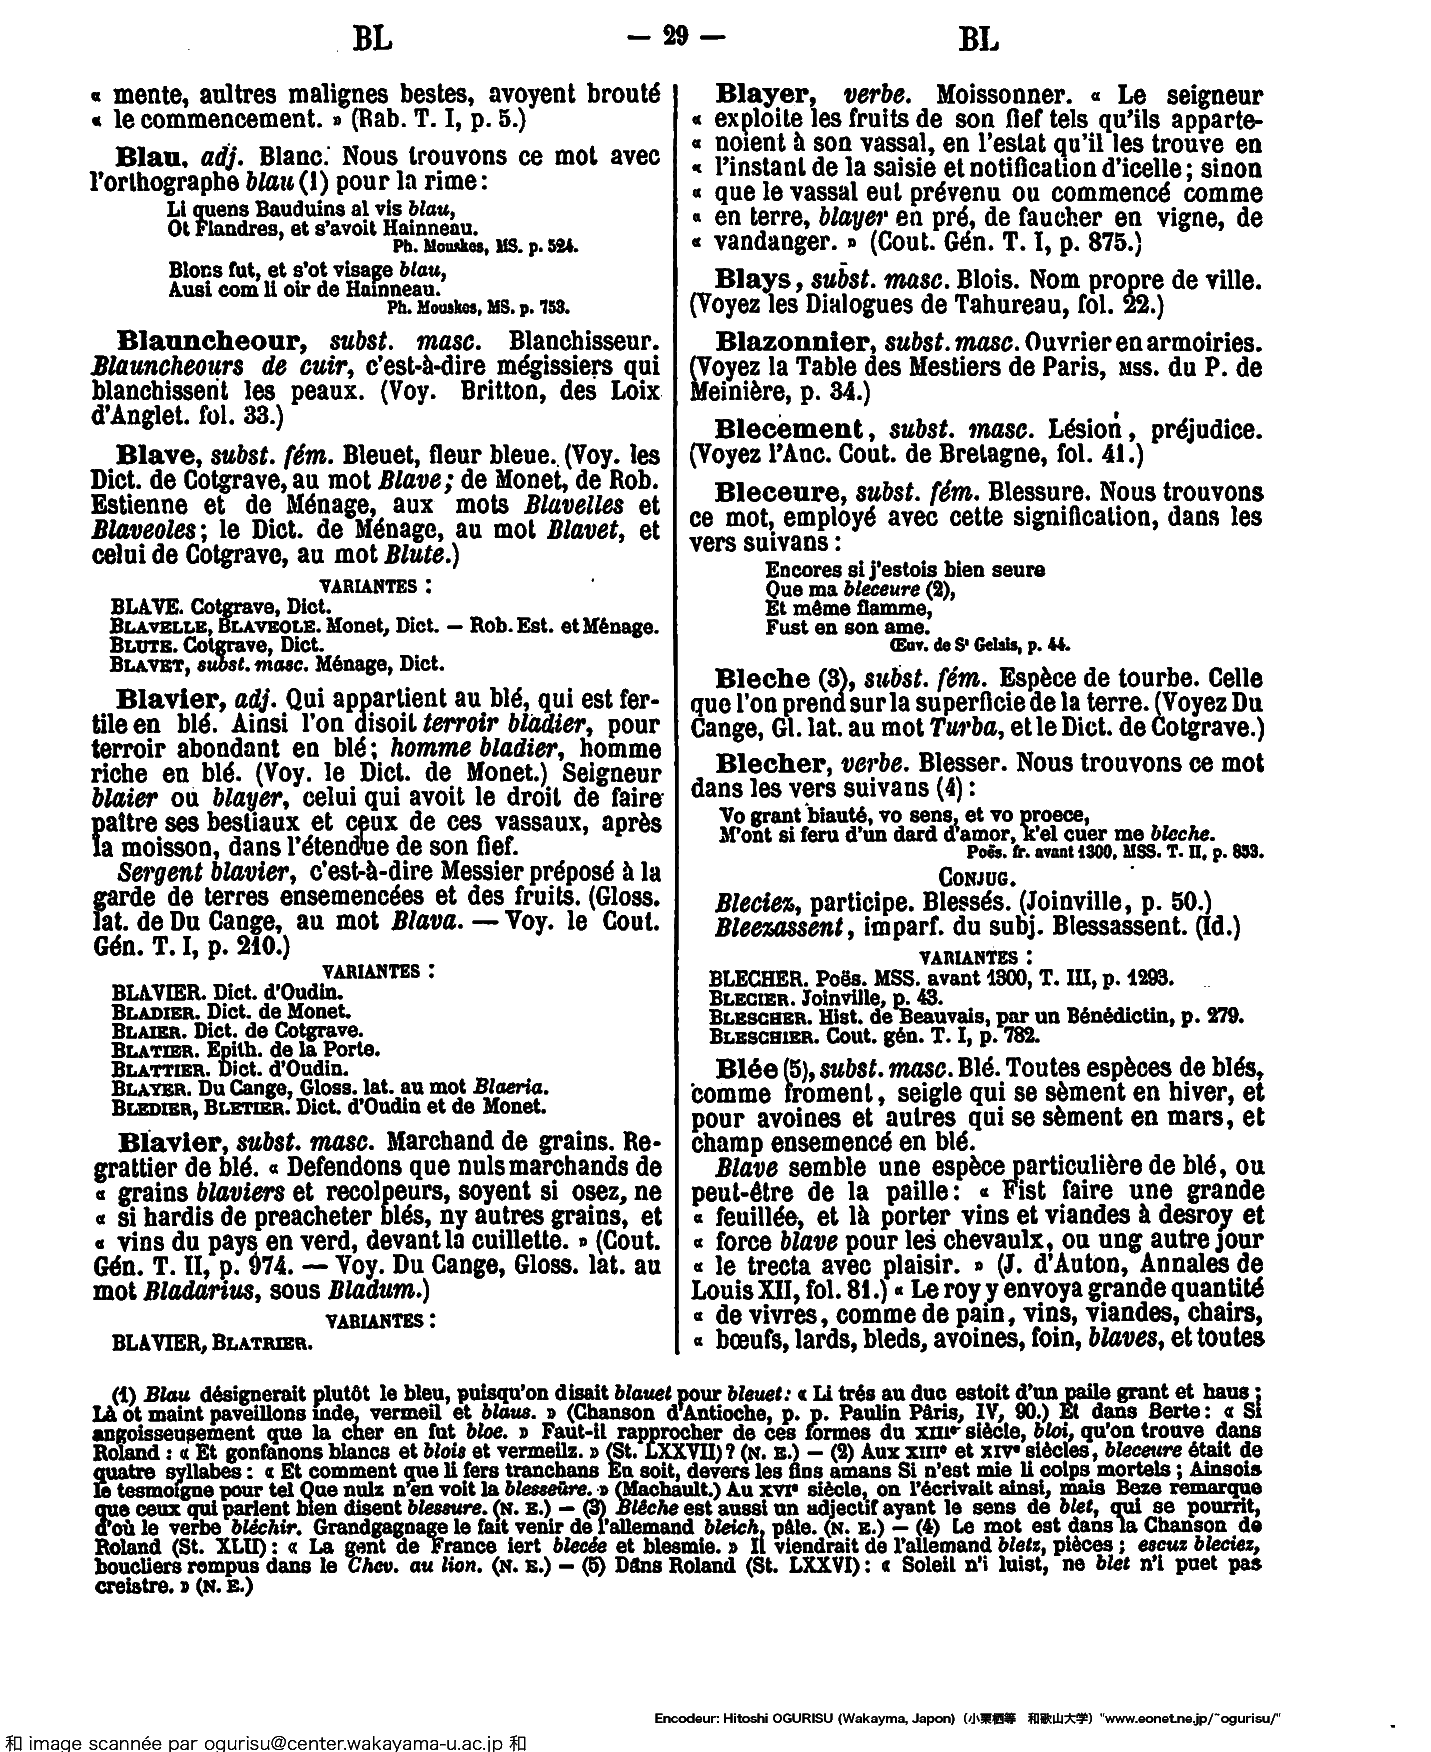 BL
— 29 —
BL
« mente, aultres malignes bestes, avoyent brouté
« le commencement. » (Rab. T. I, p. 5.)
Blau, adj. Blanc. Nous trouvons ce mot avec
l'orthographe blau (1) pour la rime :
Li quens Bauduins al vis blau,
Ot Flandres, et s'avoit Hainneau.
Ph. Mouskes, MS. p. 524.
Blons fut, et s'ot visage blau,
Ausi com li oir de Hainneau.
Ph. Mouskes, MS. p. 753.
Blauncheour, subst. masc. Blanchisseur.
Blauncheours de cuir, c'est-à-dire mégissiers qui
blanchissent les peaux. (Voy. Britton, des Loix
d'Anglet. fol. 33.)
Blave, subst. fém. Bleuet, fleur bleue. (Voy. les
Dict. de Cotgrave, au mot Blave; de Monet, de Rob.
Estienne et de Ménage, aux mots Blavelles et
Blaveoles; le Dict. de Ménage, au mot Blavet, et
celui de Cotgrave, au mot Blute.)
VARIANTES :
BLAVE. Cotgrave, Dict.
BLAVELLE, BLAVEOLE. Monet, Dict. — Rob. Est. et Ménage.
BLUTE. Cotgrave, Dict.
BLAVET, subst. masc. Ménage, Dict.
Blavier, adj. Qui appartient au blé, qui est fer-
tile en blé. Ainsi l'on disoit terroir bladier, pour
terroir abondant en blé; homme bladier, homme
riche en blé. (Voy. le Dict. de Monet.) Seigneur
blaier ou blayer, celui qui avoit le droit de faire
paître ses bestiaux et ceux de ces vassaux, après
la moisson, dans l'étendue de son fief.
Sergent blavier, c'est-à-dire Messier préposé à la
garde de terres ensemencées et des fruits. (Gloss.
lat. de Du Cange, au mot Blava. — Voy. le Cout.
Gén. T. I, p. 210.)
VARIANTES :
BLAVIER. Dict. d'Oudin.
BLADIER. Dict. de Monet.
BLAIER. Dict. de Cotgrave.
BLATIER. Epith. de la Porte.
BLATTIER. Dict. d'Oudin.
BLAYER. Du Cange, Gloss. lat. au mot Blaeria.
BLEDIER, BLETIER. Dict. d'Oudin et de Monet.
Blavier, subst. masc. Marchand de grains. Re-
grattier de blé. « Defendons que nuls marchands de
« grains blaviers et recolpeurs, soyent si osez, ne
« si hardis de preacheter blés, ny autres grains, et
« vins du pays en verd, devant la cuillette. » (Cout.
Gén. T. II, p. 974. — Voy. Du Cange, Gloss. lat. au
mot Bladarius, sous Bladum.)
VARIANTES :
BLAVIER, BLATRIER.
Blayer, verbe. Moissonner. « Le seigneur
« exploite les fruits de son fief tels qu'ils apparte-
« noient à son vassal, en l'estat qu'il les trouve en
« l'instant de la saisie et notification d'icelle; sinon
« que le vassal eut prévenu ou commencé comme
« en terre, blayer en pré, de faucher en vigne, de
« vandanger. » (Cout. Gén. T. I, p. 875.)
Blays, subst. masc. Blois. Nom propre de ville.
(Voyez les Dialogues de Tahureau, fol. 22.)
Blazonnier, subst. masc. Ouvrier en armoiries.
(Voyez la Table des Mestiers de Paris, MSS. du P. de
Meinière, p. 34.)
Blecement, subst. masc. Lésion, préjudice.
(Voyez l'Anc. Cout. de Bretagne, fol. 41.)
Bleceure, subst. fém. Blessure. Nous trouvons
ce mot, employé avec cette signification, dans les
vers suivans :
Encores si j'estois bien seure
Que ma bleceure (2),
Et même flamme,
Fust en son ame.
Œuv. de St Gelais, p. 44.
Bleche (3), subst. fém. Espèce de tourbe. Celle
que l'on prend sur la superficie de la terre. (Voyez Du
Cange, Gl. lat. au mot Turba, et le Dict. de Cotgrave.)
Blecher, verbe. Blesser. Nous trouvons ce mot
dans les vers suivans (4) :
Vo grant biauté, vo sens, et vo proece,
M'ont si feru d'un dard d'amor, k'el cuer me bleche.
Poës. fr. avant 1300, MSS. T. II, p. 853.
CONJUG.
Bleciez, participe. Blessés. (Joinville, p. 50.)
Bleezassent, imparf. du subj. Blessassent. (Id.)
VARIANTES :
BLECHER. Poës. MSS. avant 1300, T. III, p. 1293.
BLECIER. Joinville, p. 43.
BLESCHER. Hist. de Beauvais, par un Bénédictin, p. 279.
BLESCHIER. Cout. gén. T. I, p. 782.
Blée (5), subst. masc. Blé. Toutes espèces de blés,
comme froment, seigle qui se sèment en hiver, et
pour avoines et autres qui se sèment en mars, et
champ ensemencé en blé.
Blave semble une espèce particulière de blé, ou
peut-être de la paille : « Fist faire une grande
« feuillée, et là porter vins et viandes à desroy et
« force blave pour les chevaulx, ou ung autre jour
« le trecta avec plaisir. » (J. d'Auton, Annales de
Louis XII, fol. 81.) « Le roy y envoya grande quantité
« de vivres, comme de pain, vins, viandes, chairs,
« bœufs, lards, bleds, avoines, foin, blaves, et toutes
(1) Blau désignerait plutôt le bleu, puisqu'on disait blauet pour bleuet: « Li trés au duc estoit d'un paile grant et haus ;
Là ot maint paveillons inde, vermeil et blaus. » (Chanson d'Antioche, p. p. Paulin Pâris, IV, 90.) Et dans Berte : « Si
angoisseusement que la cher en fut bloe. » Faut-il rapprocher de ces formes du XIIIe siècle, bloi, qu'on trouve dans
Roland : « Et gonfanons blancs et blois et vermeilz. » (St. LXXVII) ? (N. E.) — (2) Aux XIIIe et XIVe siècles, bleceure était de
quatre syllabes : « Et comment que li fers tranchans En soit, devers les fins amans Si n'est mie li colps mortels ; Ainsois
le tesmoigne pour tel Que nulz n'en voit la blesseüre. » (Machault.) Au XVIe siècle, on l'écrivait ainsi, mais Beze remarque
que ceux qui parlent bien disent blessure. (N. E.) — (3) Blêche est aussi un adjectif ayant le sens de blet, qui se pourrit,
d'où le verbe bléchir. Grandgagnage le fait venir de l'allemand bleich, pâle. (N. E.) — (4) Le mot est dans la Chanson de
Roland (St. XLII) : « La gent de France iert blecée et blesmie. » Il viendrait de l'allemand bletz, pièces ; escuz bleciez,
boucliers rompus dans le Chev. au lion. (N. E.) — (5) Dans Roland (St. LXXVI) : « Soleil n'i luist, ne blet n'i puet pas
creistre. » (N. E.)
Encodeur: Hitoshi OGURISU (Wakayma, Japon) (小栗栖等 和歌山大学) "www.eonet.ne.jp/~ogurisu/"
和 image scannée par ogurisu@center.wakayama-u.ac.jp 和